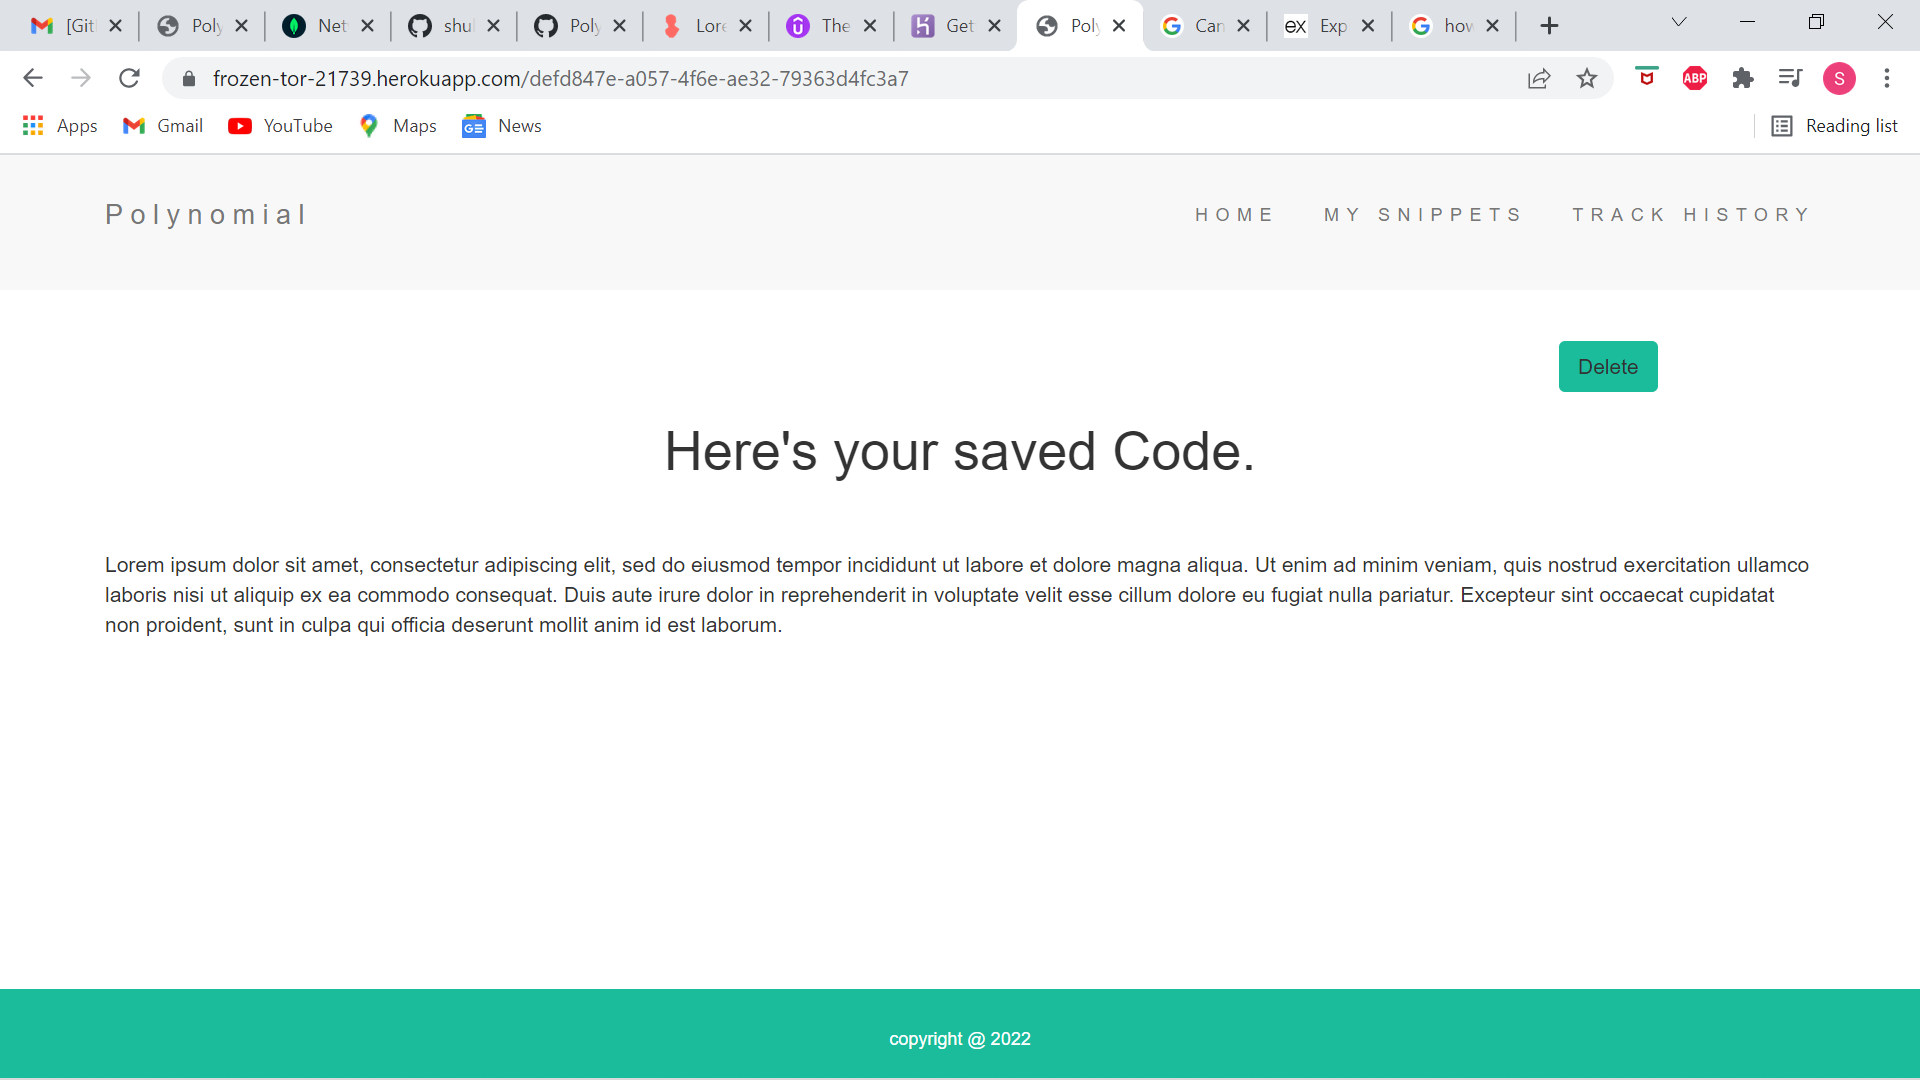 [Git Poly Net shul Poly Lore The Get Poly Can Exp how
frozen-tor-21739.herokuapp.com/defd847e-a057-4f6e-ae32-79363d4fc3a7 ABP S
Apps Gmail YouTube Maps News Reading list
Polynomial HOME MY SNIPPETS TRACK HISTORY
Delete
Here's your saved Code.
Lorem ipsum dolor sit amet, consectetur adipiscing elit, sed do eiusmod tempor incididunt ut labore et dolore magna aliqua. Ut enim ad minim veniam, quis nostrud exercitation ullamco
laboris nisi ut aliquip ex ea commodo consequat. Duis aute irure dolor in reprehenderit in voluptate velit esse cillum dolore eu fugiat nulla pariatur. Excepteur sint occaecat cupidatat
non proident, sunt in culpa qui officia deserunt mollit anim id est laborum.
copyright @ 2022